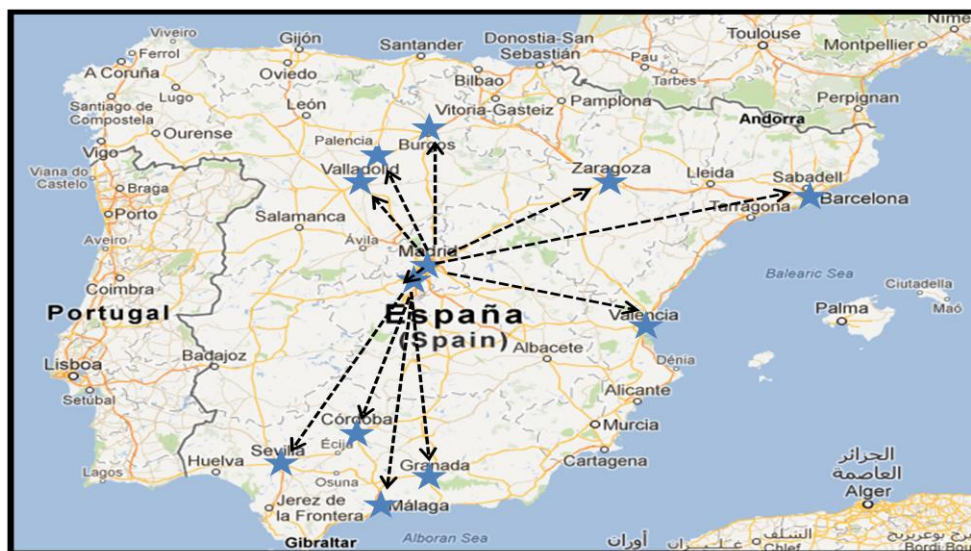 Viveiro
Ferrol
Gijón
Santander
Donostia-San
Sebastián
Toulouse
Montpellier
A Coruña
Oviedo
Bilbao
Pau
Tarbes
Santiago de
Compostela
Lugo
León
Vitoria-Gasteiz
Pamplona
Perpignan
Andorra
Ourense
Palencia
Burgos
Vigo
Viana do
Castelo
Braga
Valladolid
Zaragoza
Lleida
Sabadell
Barcelona
Porto
Salamanca
Tarragona
Aveiro
Ávila
Madrid
Coimbra
Balearic Sea
Ciutadella
Maó
Portugal
España
(Spain)
Valencia
Palma
Lisboa
Badajoz
Albacete
Dénia
Setúbal
Alicante
Córdoba
Murcia
Sevilla
Écija
Lagos
Huelva
Osuna
Granada
Cartagena
الجزائر
العاصمة
Alger
Jerez de
la Frontera
Málaga
Gibraltar
Alboran Sea
أوران
الشلف
Chlef